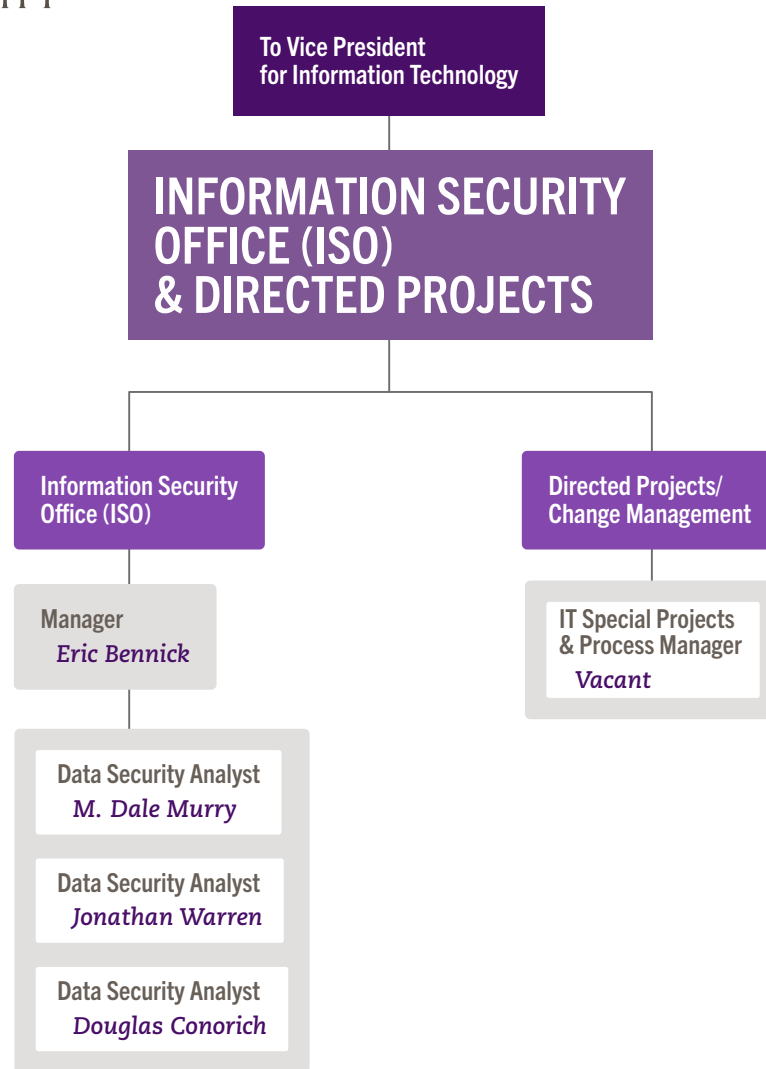 To Vice President
for Information Technology
INFORMATION SECURITY
OFFICE (ISO)
& DIRECTED PROJECTS
Information Security
Office (ISO)
Manager
Eric Bennick
Data Security Analyst
M. Dale Murry
Data Security Analyst
Jonathan Warren
Data Security Analyst
Douglas Conorich
Directed Projects/
Change Management
IT Special Projects
& Process Manager
Vacant